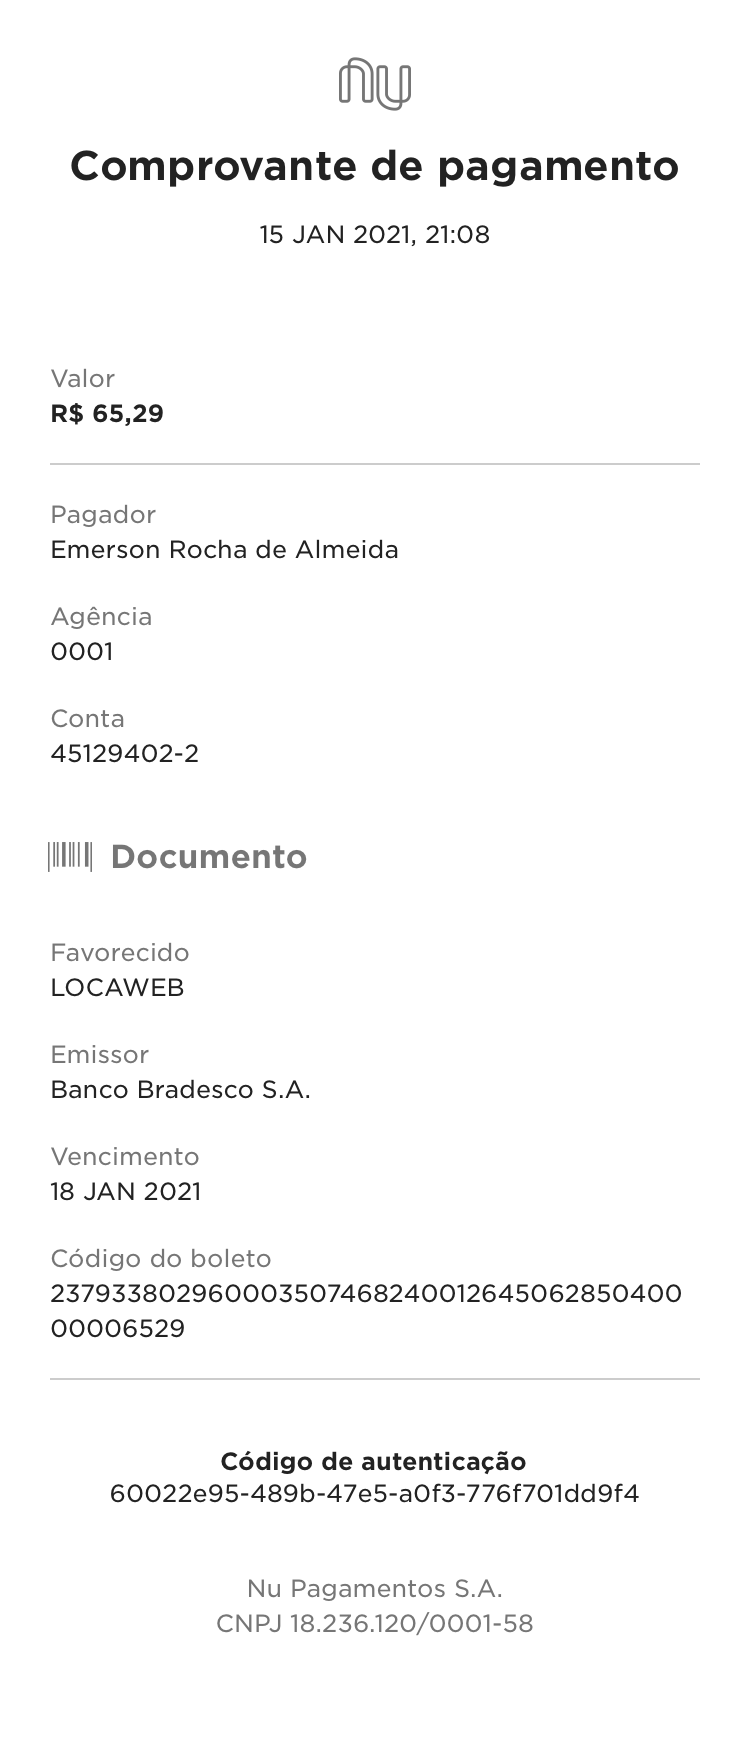 nu
Comprovante de pagamento
15 JAN 2021, 21:08
Valor
R$ 65,29
Pagador
Emerson Rocha de Almeida
Agência
0001
Conta
45129402-2
Documento
Favorecido
LOCAWEB
Emissor
Banco Bradesco S.A.
Vencimento
18 JAN 2021
Código do boleto
237933802960003507468240012645062850400
00006529
Código de autenticação
60022e95-489b-47e5-a0f3-776f701dd9f4
Nu Pagamentos S.A.
CNPJ 18.236.120/0001-58